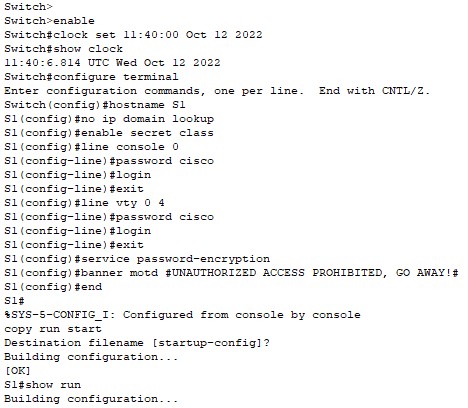 Switch>
Switch>enable
Switch#clock set 11:40:00 Oct 12 2022
Switch#show clock
11:40:6.814 UTC Wed Oct 12 2022
Switch#configure terminal
Enter configuration commands, one per line.  End with CNTL/Z.
Switch(config)#hostname S1
S1(config)#no ip domain lookup
S1(config)#enable secret class
S1(config)#line console 0
S1(config-line)#password cisco
S1(config-line)#login
S1(config-line)#exit
S1(config)#line vty 0 4
S1(config-line)#password cisco
S1(config-line)#login
S1(config-line)#exit
S1(config)#service password-encryption
S1(config)#banner motd #UNAUTHORIZED ACCESS PROHIBITED, GO AWAY!#
S1(config)#end
S1#
%SYS-5-CONFIG_I: Configured from console by console
copy run start
Destination filename [startup-config]?
Building configuration...
[OK]
S1#show run
Building configuration...